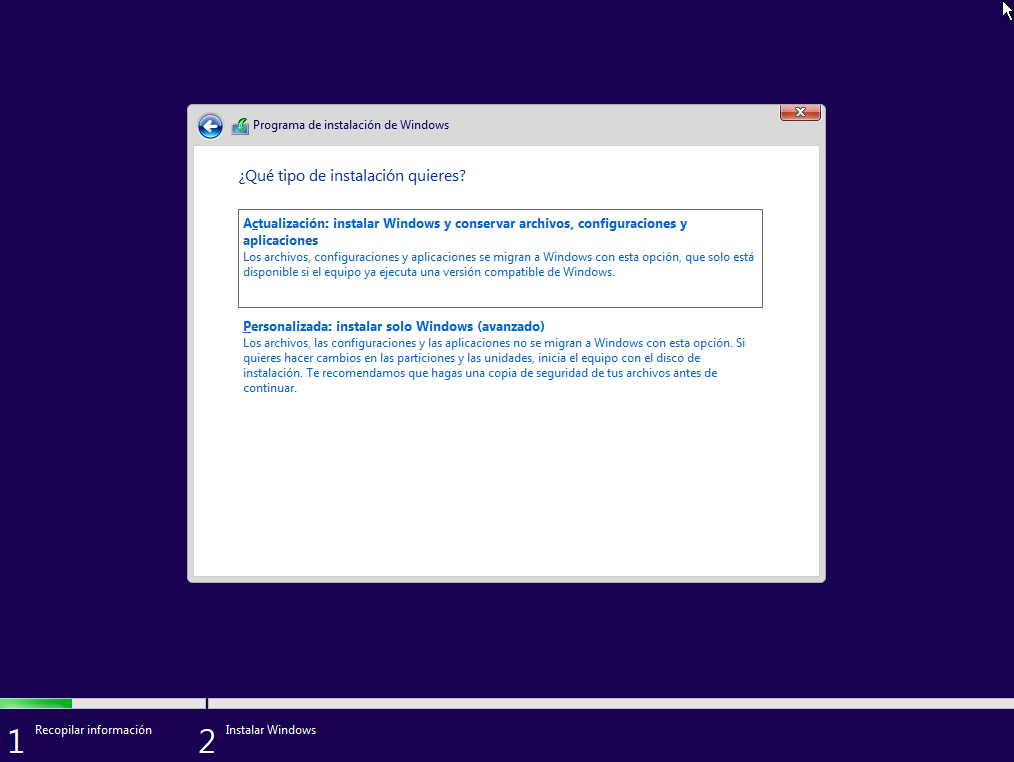 Programa de instalación de Windows
¿Qué tipo de instalación quieres?
Actualización: instalar Windows y conservar archivos, configuraciones y
aplicaciones
Los archivos, configuraciones y aplicaciones se migran a Windows con esta opción, que solo está
disponible si el equipo ya ejecuta una versión compatible de Windows.
Personalizada: instalar solo Windows (avanzado)
Los archivos, las configuraciones y las aplicaciones no se migran a Windows con esta opción. Si
quieres hacer cambios en las particiones y las unidades, inicia el equipo con el disco de
instalación. Te recomendamos que hagas una copia de seguridad de tus archivos antes de
continuar.
1 Recopilar información
2 Instalar Windows